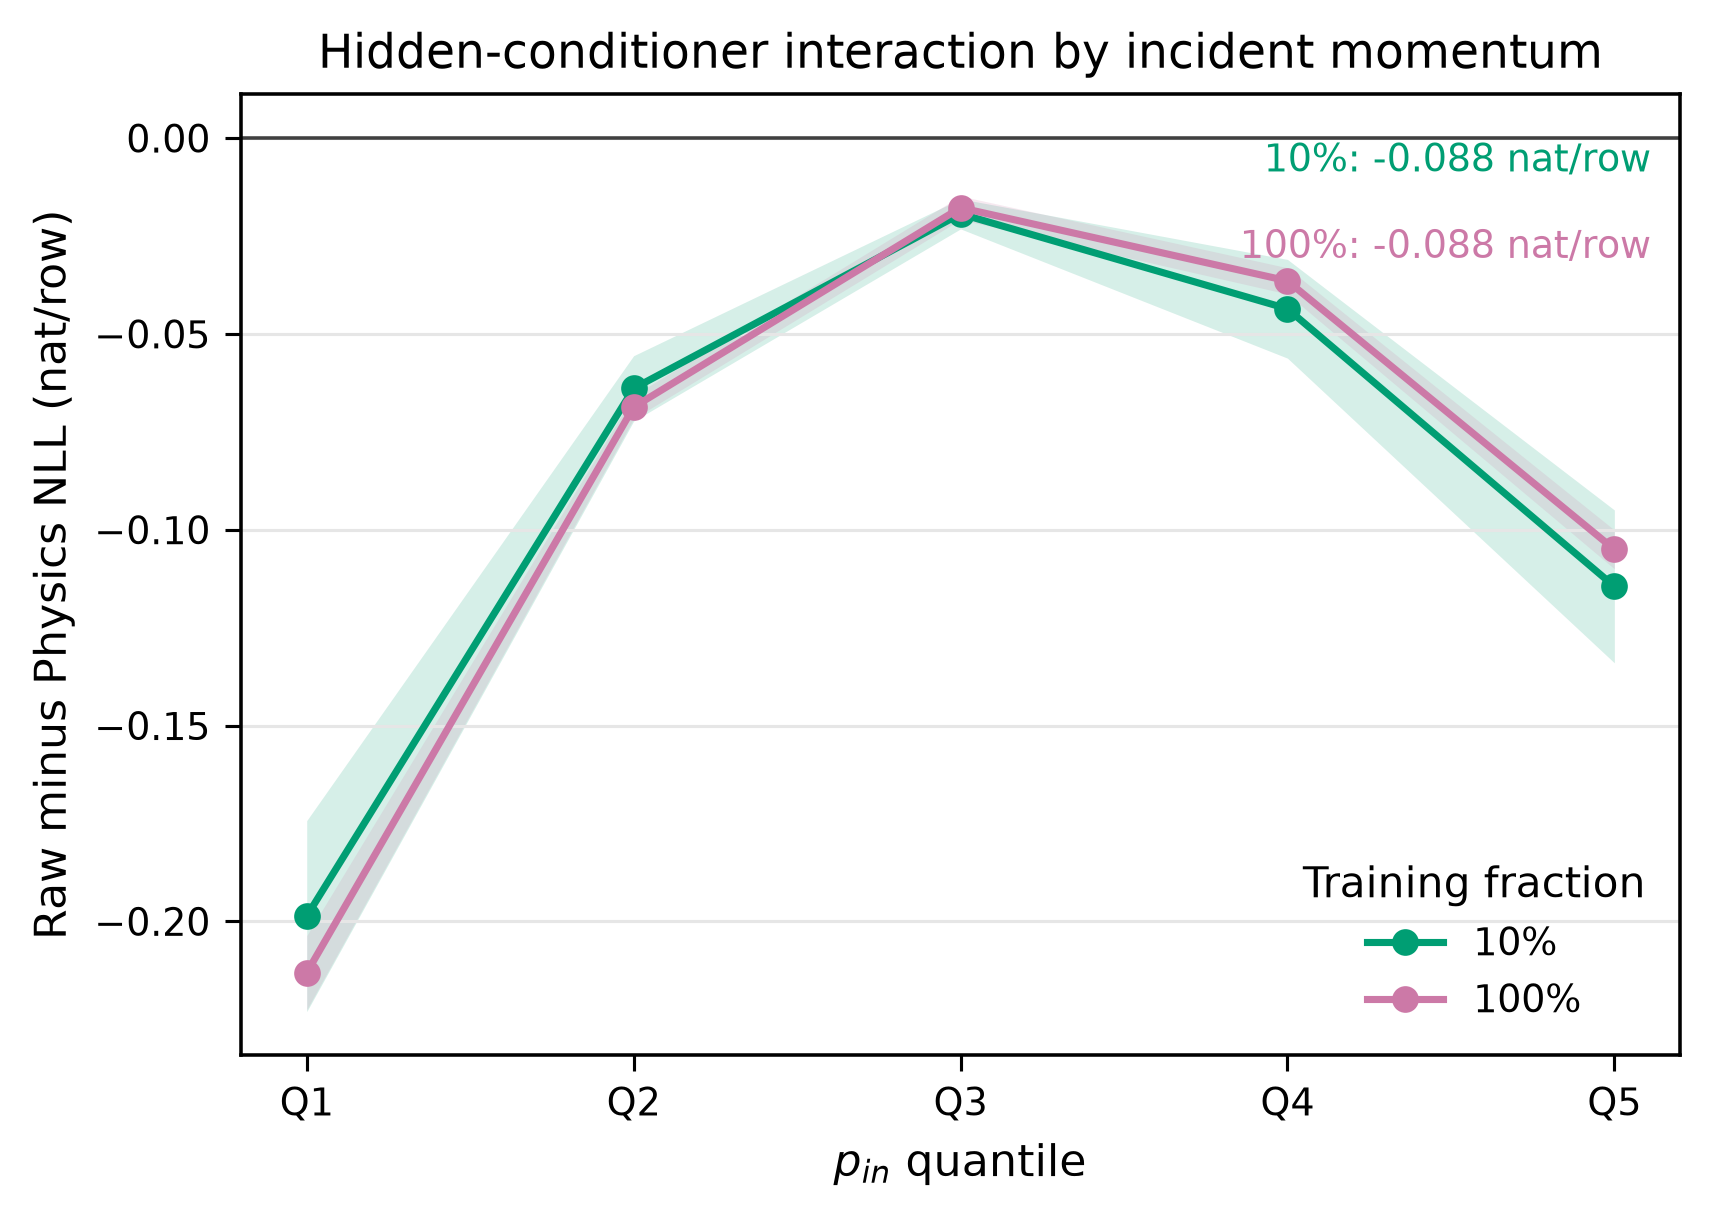 Hidden-conditioner interaction by incident momentum
Raw minus Physics NLL (nat/row)
0.00
−0.05
−0.10
−0.15
−0.20
10%: -0.088 nat/row
100%: -0.088 nat/row
Training fraction
10%
100%
Q1 Q2 Q3 Q4 Q5
p_in quantile